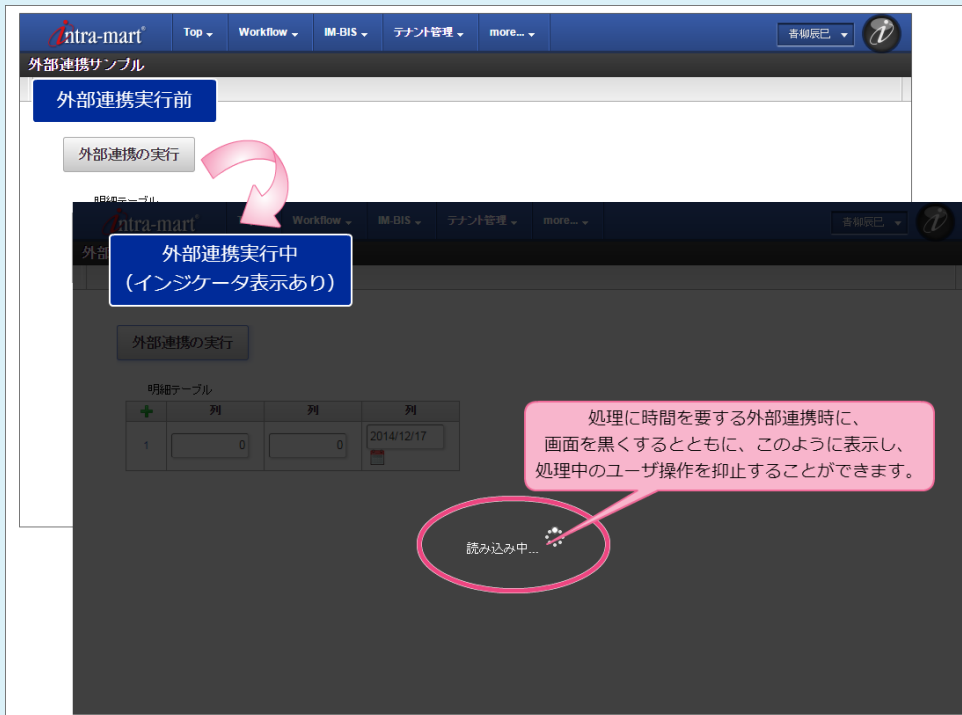 intra-mart® Top Workflow IM-BIS テナント管理 more... 青柳辰巳
外部連携サンプル
外部連携実行前
外部連携の実行
明細テーブル
intra-mart® Workflow IM-BIS テナント管理 more... 青柳辰巳
外部
外部連携実行中
（インジケータ表示あり）
外部連携の実行
明細テーブル
列 列 列
1 0 0 2014/12/17
処理に時間を要する外部連携時に、
画面を黒くするとともに、このように表示し、
処理中のユーザ操作を抑止することができます。
読み込み中...